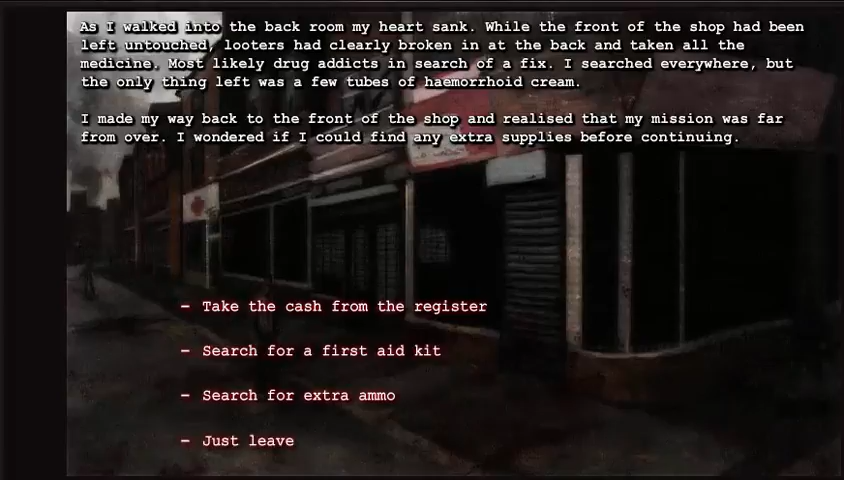 As I walked into the back room my heart sank. While the front of the shop had been
left untouched, looters had clearly broken in at the back and taken all the
medicine. Most likely drug addicts in search of a fix. I searched everywhere, but
the only thing left was a few tubes of haemorrhoid cream.
I made my way back to the front of the shop and realised that my mission was far
from over. I wondered if I could find any extra supplies before continuing.
- Take the cash from the register
- Search for a first aid kit
- Search for extra ammo
- Just leave